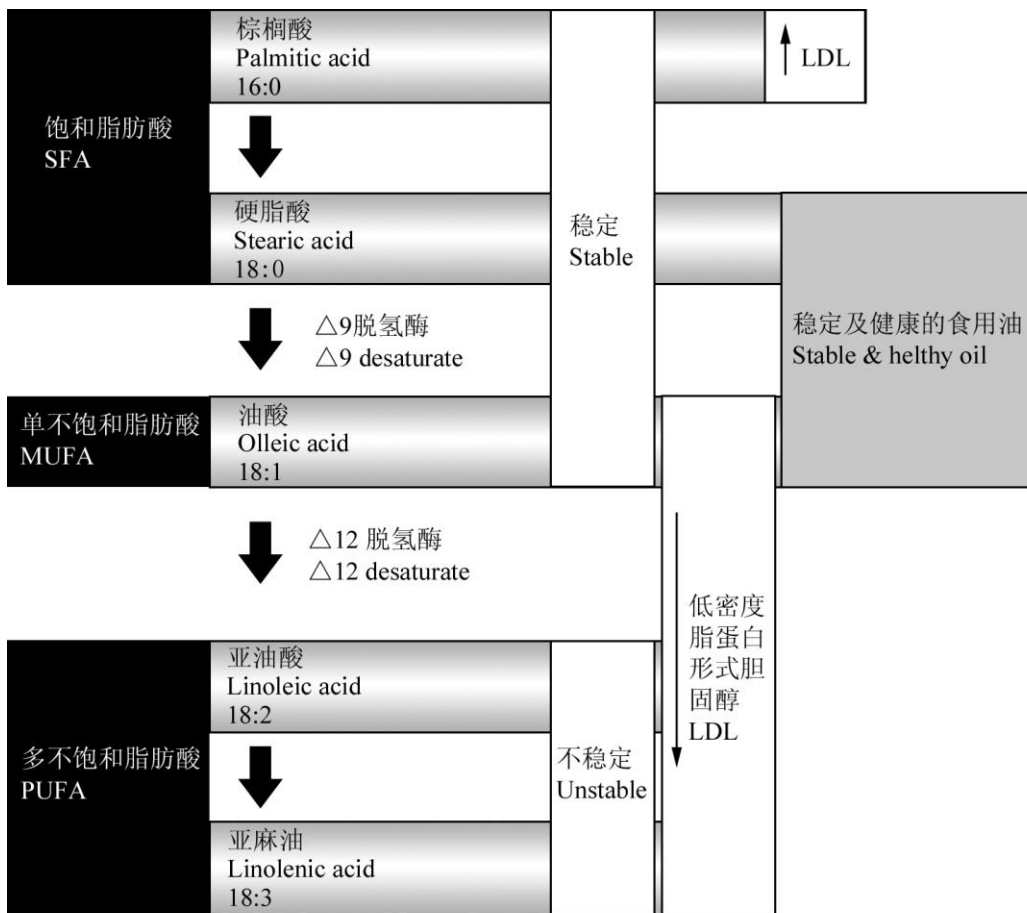 棕榈酸
Palmitic acid
16:0
LDL
饱和脂肪酸
SFA
硬脂酸
Stearic acid
18:0
稳定
Stable
△9脱氢酶
△9 desaturate
稳定及健康的食用油
Stable & helthy oil
单不饱和脂肪酸
MUFA
油酸
Olleic acid
18:1
△12 脱氢酶
△12 desaturate
低密度
脂蛋白
形式胆
固醇
LDL
亚油酸
Linoleic acid
18:2
多不饱和脂肪酸
PUFA
不稳定
Unstable
亚麻油
Linolenic acid
18:3